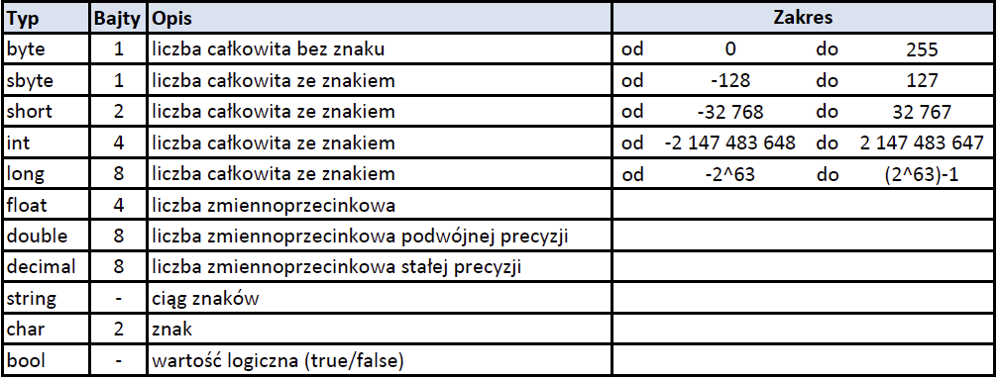 Typ Bajty Opis Zakres
byte 1 liczba całkowita bez znaku od 0 do 255
sbyte 1 liczba całkowita ze znakiem od -128 do 127
short 2 liczba całkowita ze znakiem od -32 768 do 32 767
int 4 liczba całkowita ze znakiem od -2 147 483 648 do 2 147 483 647
long 8 liczba całkowita ze znakiem od -2^63 do (2^63)-1
float 4 liczba zmiennoprzecinkowa
double 8 liczba zmiennoprzecinkowa podwójnej precyzji
decimal 8 liczba zmiennoprzecinkowa stałej precyzji
string - ciąg znaków
char 2 znak
bool - wartość logiczna (true/false)